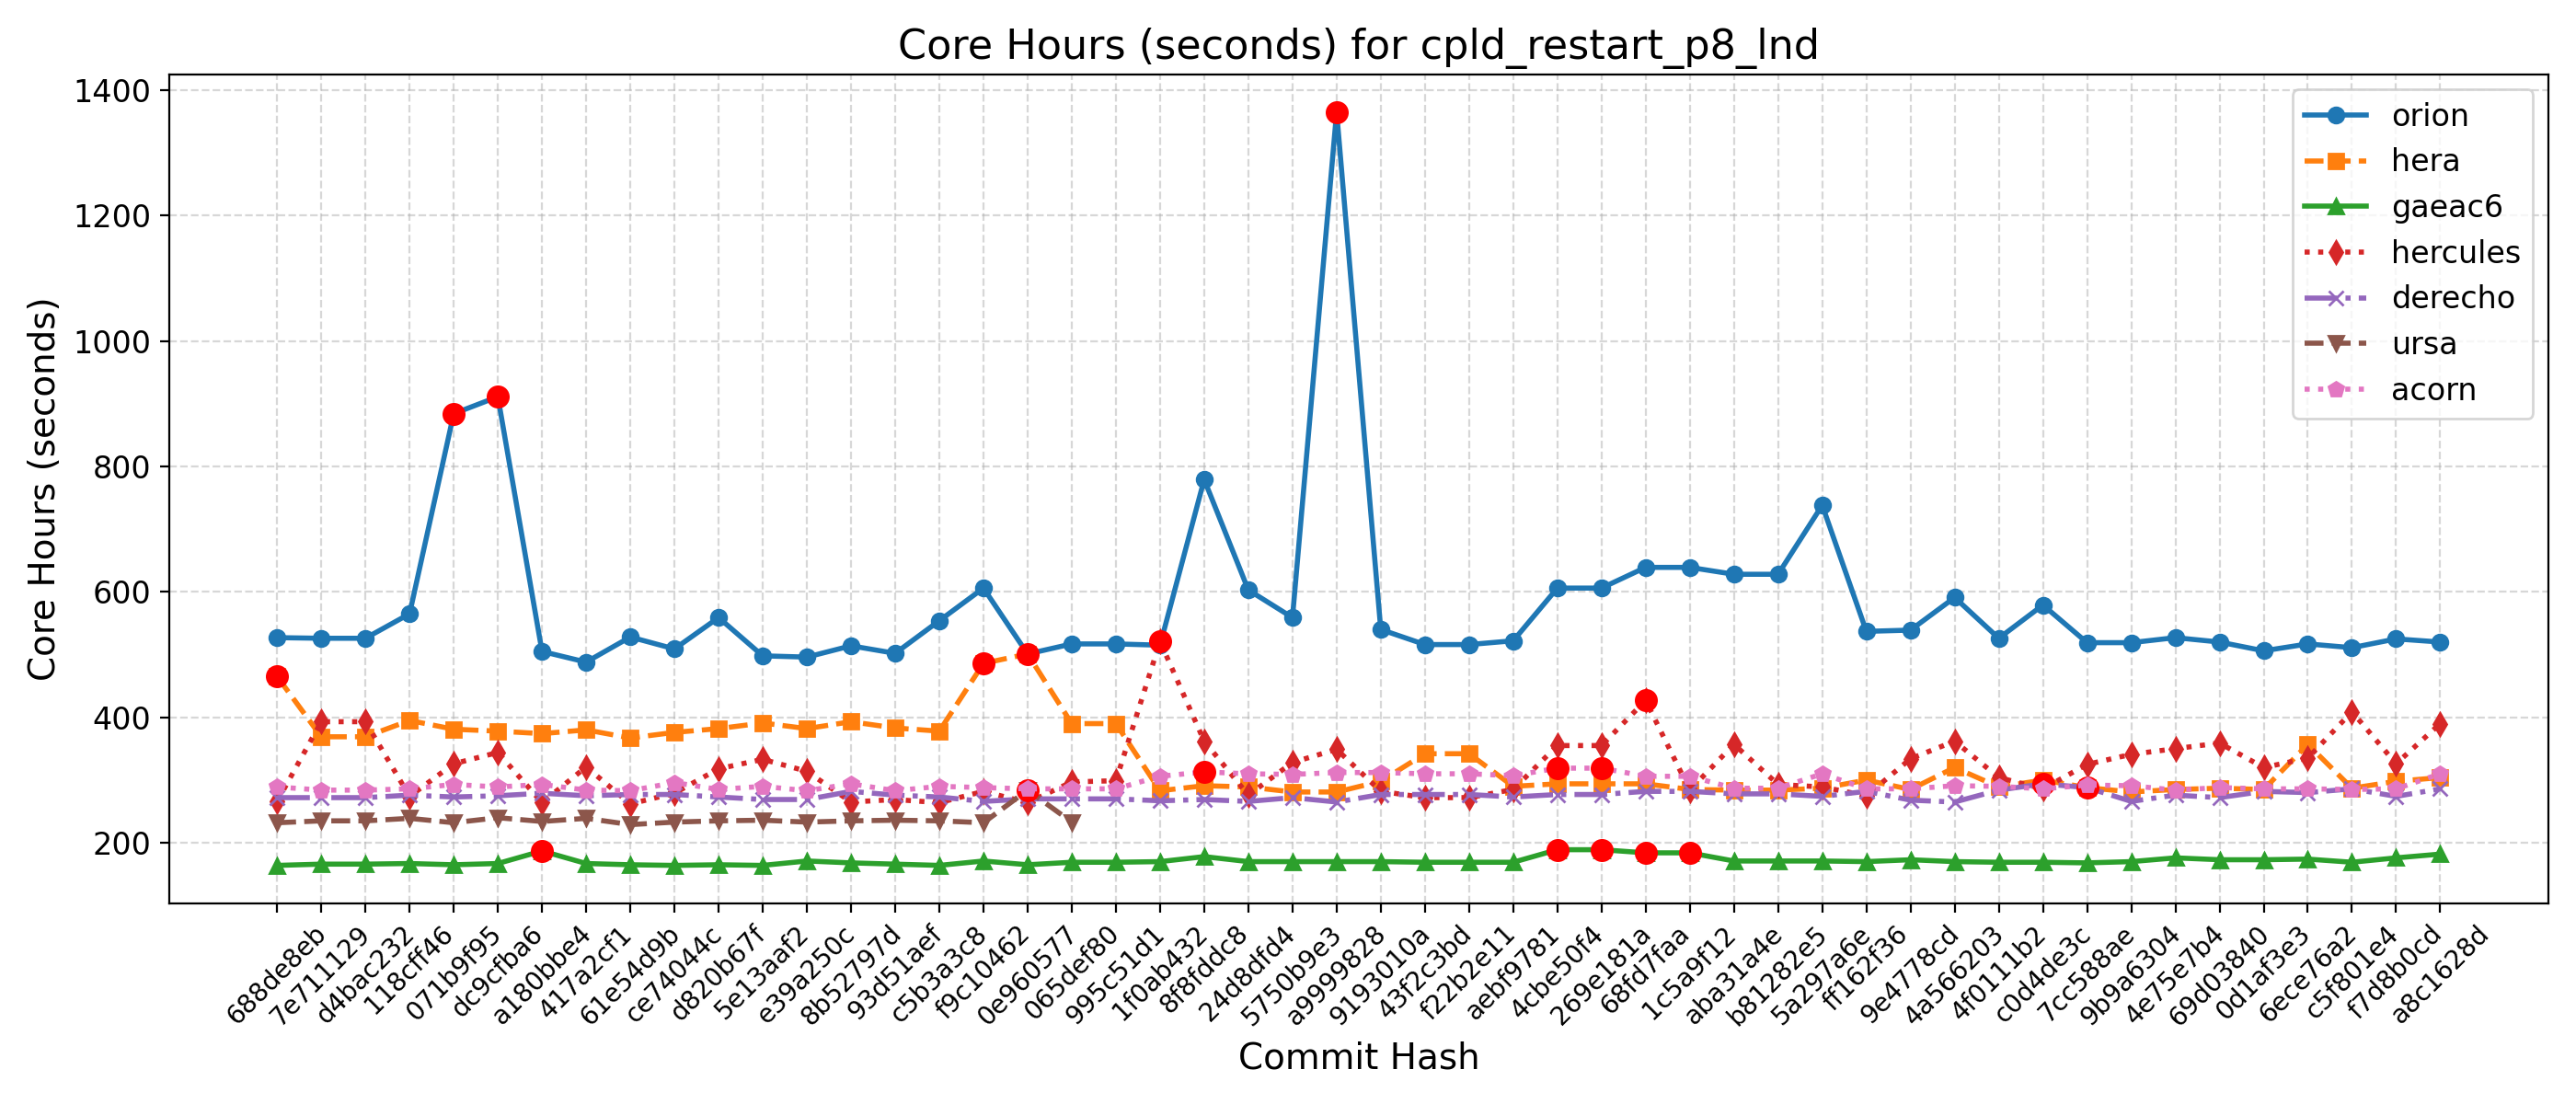 Core Hours (seconds) for cpld_restart_p8_lnd
Core Hours (seconds)
1400
1200
1000
800
600
400
200
orion
hera
gaeac6
hercules
derecho
ursa
acorn
688de8eb
7e711129
d4bac232
118cff46
071b9f95
dc9cfba6
a180bbe4
417a2cf1
61e54d9b
ce74044c
d820b67f
5e13aaf2
e39a250c
8b52797d
93d51aef
c5b3a3c8
f9c10462
0e960577
065def80
995c51d1
1f0ab432
8f8fddc8
24d8dfd4
5750b9e3
a9999828
9193010a
43f2c3bd
f22b2e11
aebf9781
4cbe50f4
269e181a
68fd7faa
1c5a9f12
aba31a4e
b81282e5
5a297a6e
ff162f36
9e4778cd
4a566203
4f0111b2
c0d4de3c
7cc588ae
9b9a6304
4e75e7b4
69d03840
0d1af3e3
6ece76a2
c5f801e4
f7d8b0cd
a8c1628d
Commit Hash